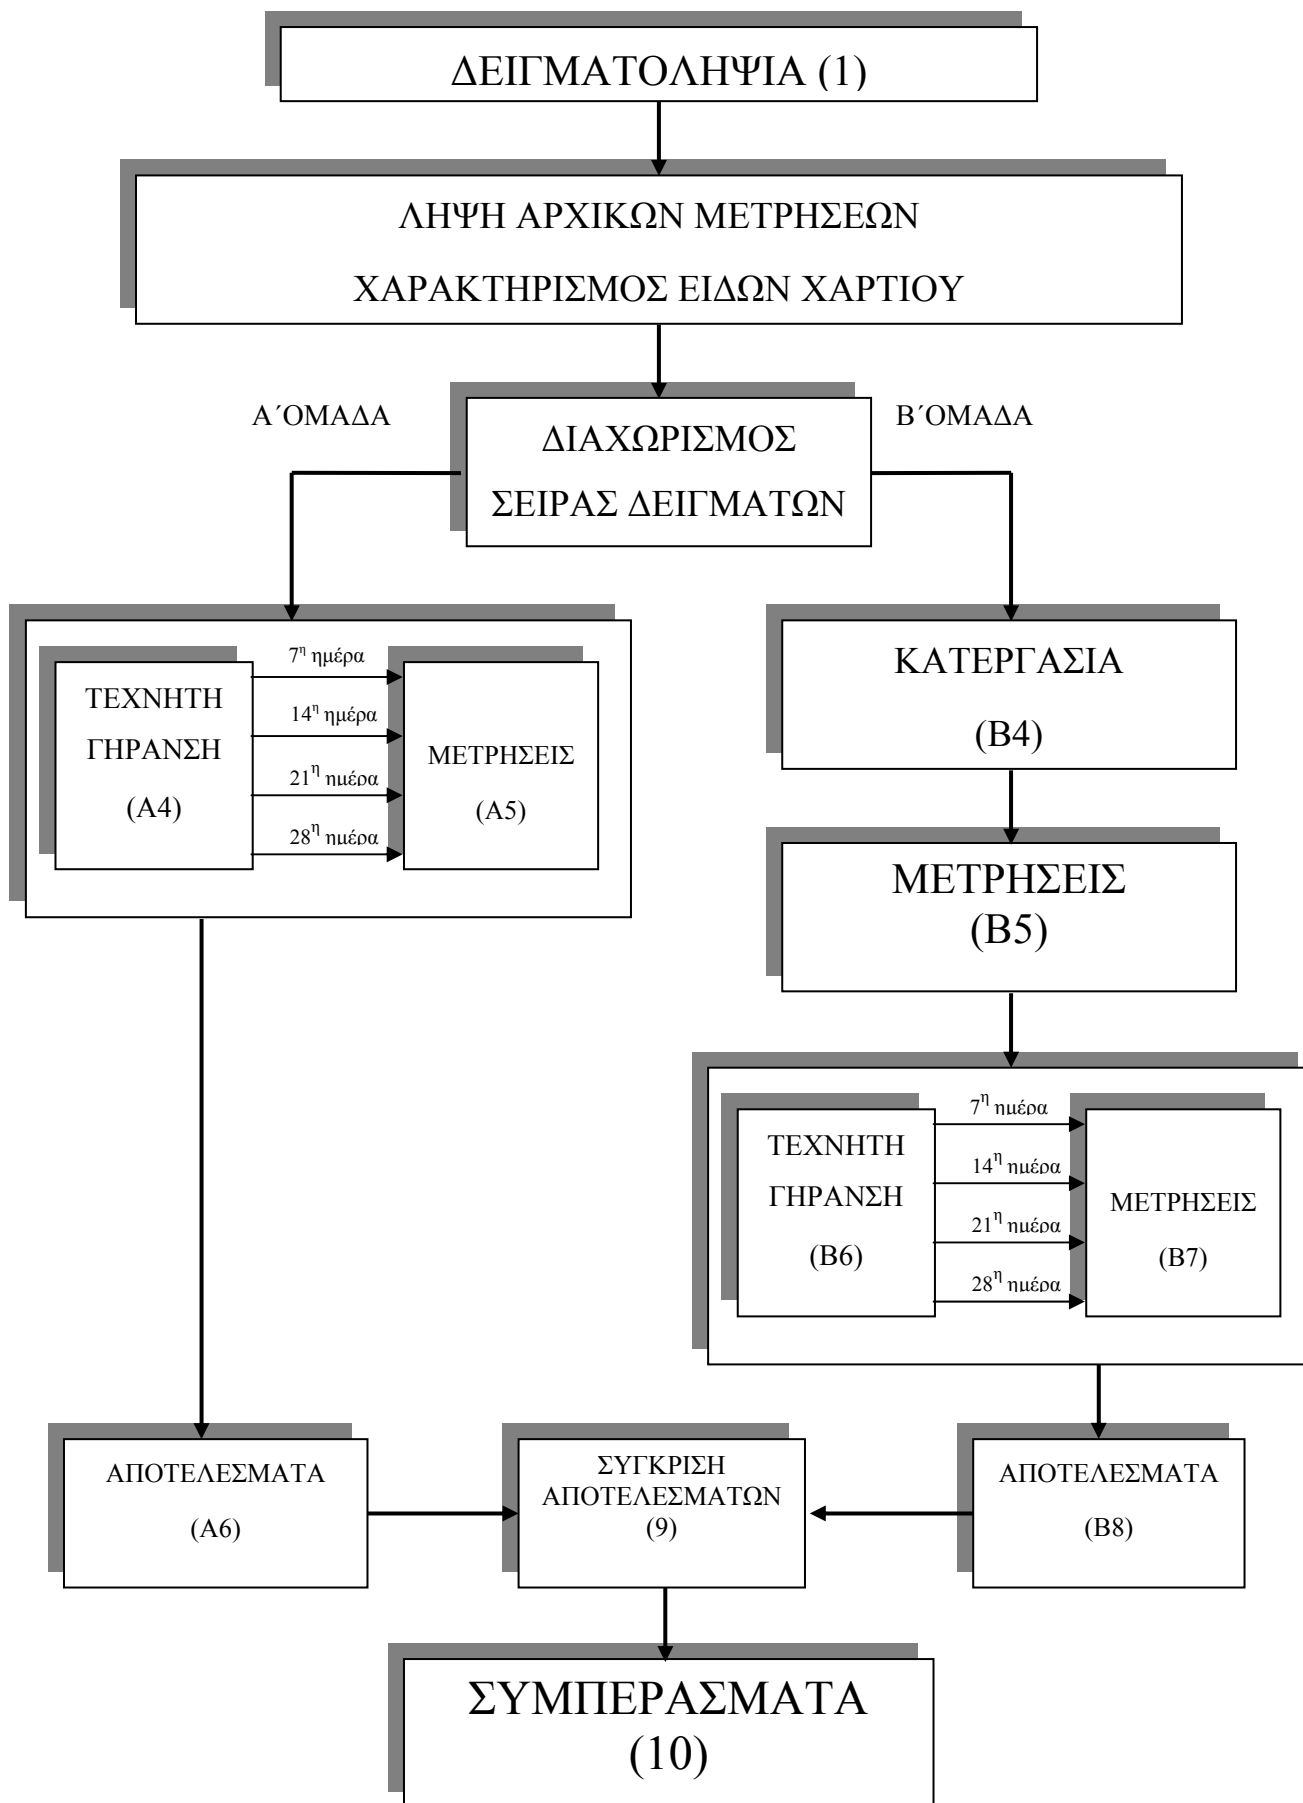 ΔΕΙΓΜΑΤΟΛΗΨΙΑ (1)
ΛΗΨΗ ΑΡΧΙΚΩΝ ΜΕΤΡΗΣΕΩΝ
ΧΑΡΑΚΤΗΡΙΣΜΟΣ ΕΙΔΩΝ ΧΑΡΤΙΟΥ
Α΄ΟΜΑΔΑ
Β΄ΟΜΑΔΑ
ΔΙΑΧΩΡΙΣΜΟΣ
ΣΕΙΡΑΣ ΔΕΙΓΜΑΤΩΝ
ΤΕΧΝΗΤΗ
ΓΗΡΑΝΣΗ
(Α4)
7η ημέρα
14η ημέρα
21η ημέρα
28η ημέρα
ΜΕΤΡΗΣΕΙΣ
(Α5)
ΚΑΤΕΡΓΑΣΙΑ
(Β4)
ΜΕΤΡΗΣΕΙΣ
(Β5)
ΤΕΧΝΗΤΗ
ΓΗΡΑΝΣΗ
(Β6)
7η ημέρα
14η ημέρα
21η ημέρα
28η ημέρα
ΜΕΤΡΗΣΕΙΣ
(Β7)
ΑΠΟΤΕΛΕΣΜΑΤΑ
(Α6)
ΣΥΓΚΡΙΣΗ
ΑΠΟΤΕΛΕΣΜΑΤΩΝ
(9)
ΑΠΟΤΕΛΕΣΜΑΤΑ
(Β8)
ΣΥΜΠΕΡΑΣΜΑΤΑ
(10)